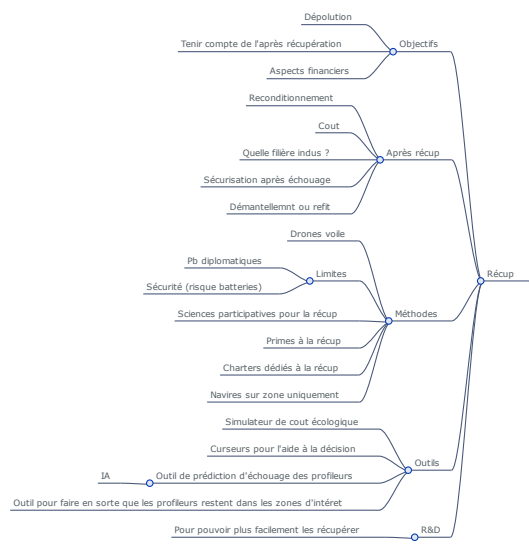 Dépolution
Tenir compte de l'après récupération
Objectifs
Aspects financiers
Reconditionnement
Cout
Quelle filière indus ?
Après récup
Sécurisation après échouage
Démantellemnt ou refit
Drones voile
Pb diplomatiques
Limites
Récup
Sécurité (risque batteries)
Sciences participatives pour la récup
Méthodes
Primes à la récup
Charters dédiés à la récup
Navires sur zone uniquement
Simulateur de cout écologique
Curseurs pour l'aide à la décision
Outils
IA
Outil de prédiction d'échouage des profileurs
Outil pour faire en sorte que les profileurs restent dans les zones d'intéret
Pour pouvoir plus facilement les récupérer
R&D